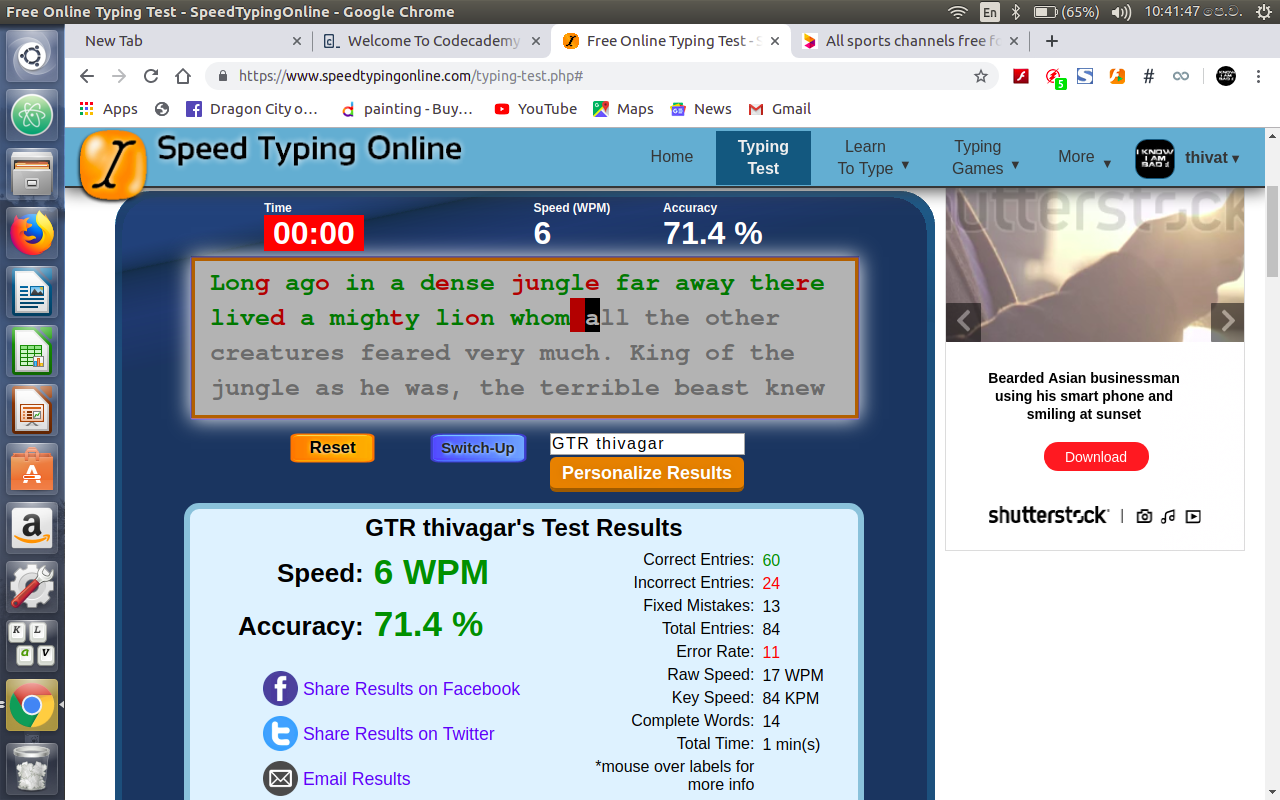 Free Online Typing Test - SpeedTypingOnline - Google Chrome
En (65%) 10:41:47 පෙ.ව.
New Tab
Welcome To Codecademy
Free Online Typing Test - S
All sports channels free fo
https://www.speedtypingonline.com/typing-test.php#
5
#
Apps
Dragon City o…
painting - Buy…
YouTube
Maps
News
Gmail
Speed Typing Online
Home
Typing Test
Learn To Type ▼
Typing Games ▼
More ▼
I KNOW I AM BAD
thivat ▾
Time
00:00
Speed (WPM)
6
Accuracy
71.4 %
Long ago in a dense jungle far away there
lived a mighty lion whom all the other
creatures feared very much. King of the
jungle as he was, the terrible beast knew
Reset
Switch-Up
GTR thivagar
Personalize Results
GTR thivagar's Test Results
Speed: 6 WPM
Accuracy: 71.4 %
Share Results on Facebook
Share Results on Twitter
Email Results
Correct Entries: 60
Incorrect Entries: 24
Fixed Mistakes: 13
Total Entries: 84
Error Rate: 11
Raw Speed: 17 WPM
Key Speed: 84 KPM
Complete Words: 14
Total Time: 1 min(s)
*mouse over labels for
more info
shutterstock
Bearded Asian businessman
using his smart phone and
smiling at sunset
Download
shutterstock
K L
a v